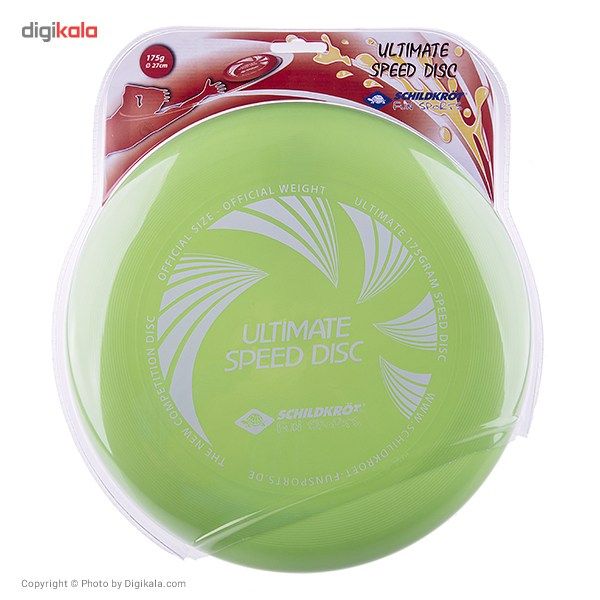 digikala
.com
175g
Ø 27cm
ULTIMATE
SPEED DISC
SCHILDKRÖT
FUN SPORTS
OFFICIAL SIZE - OFFICIAL WEIGHT
ULTIMATE 175GRAM SPEED DISC
THE NEW COMPETITION DISC
WWW.SCHILDKROET-FUNSPORTS.DE
ULTIMATE
SPEED DISC
SCHILDKRÖT
FUN SPORTS
Copyright © Photo by Digikala.com